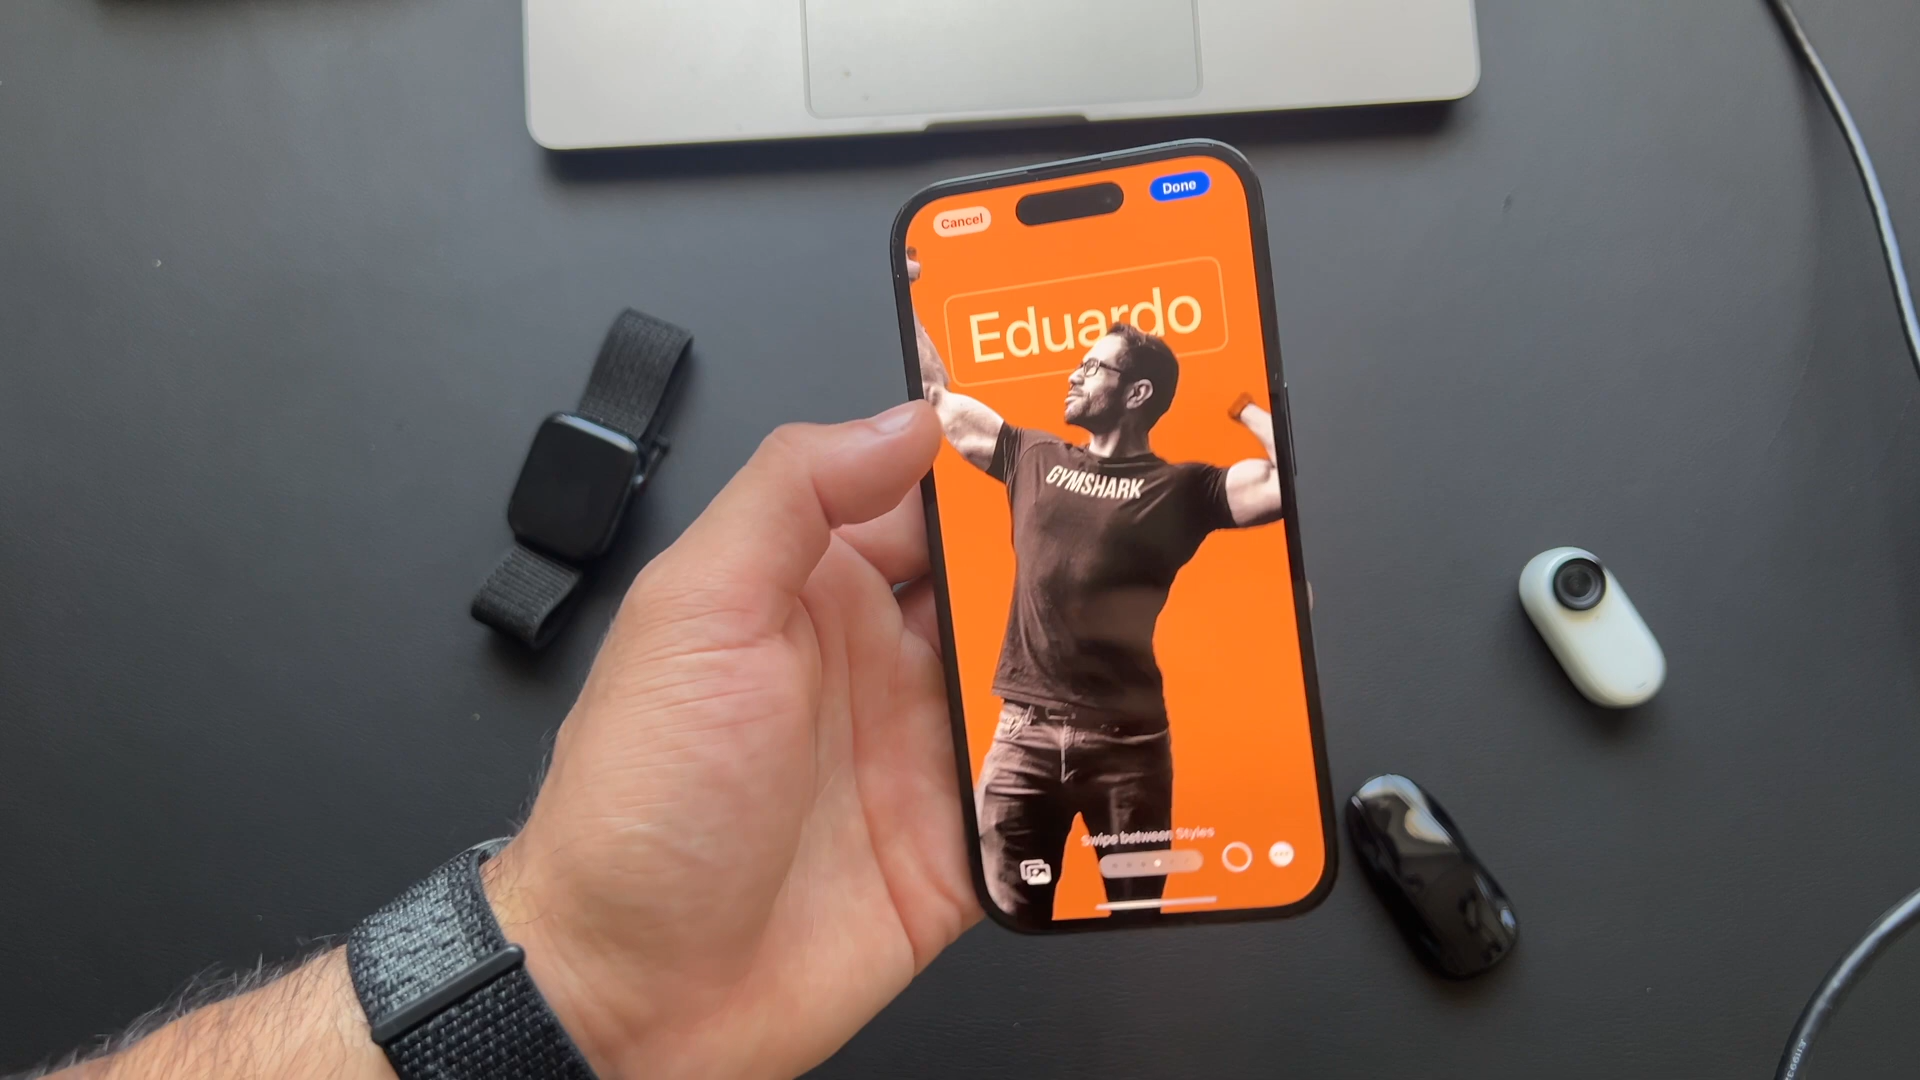 Cancel
Done
Eduardo
GYMSHARK
Swipe between Styles